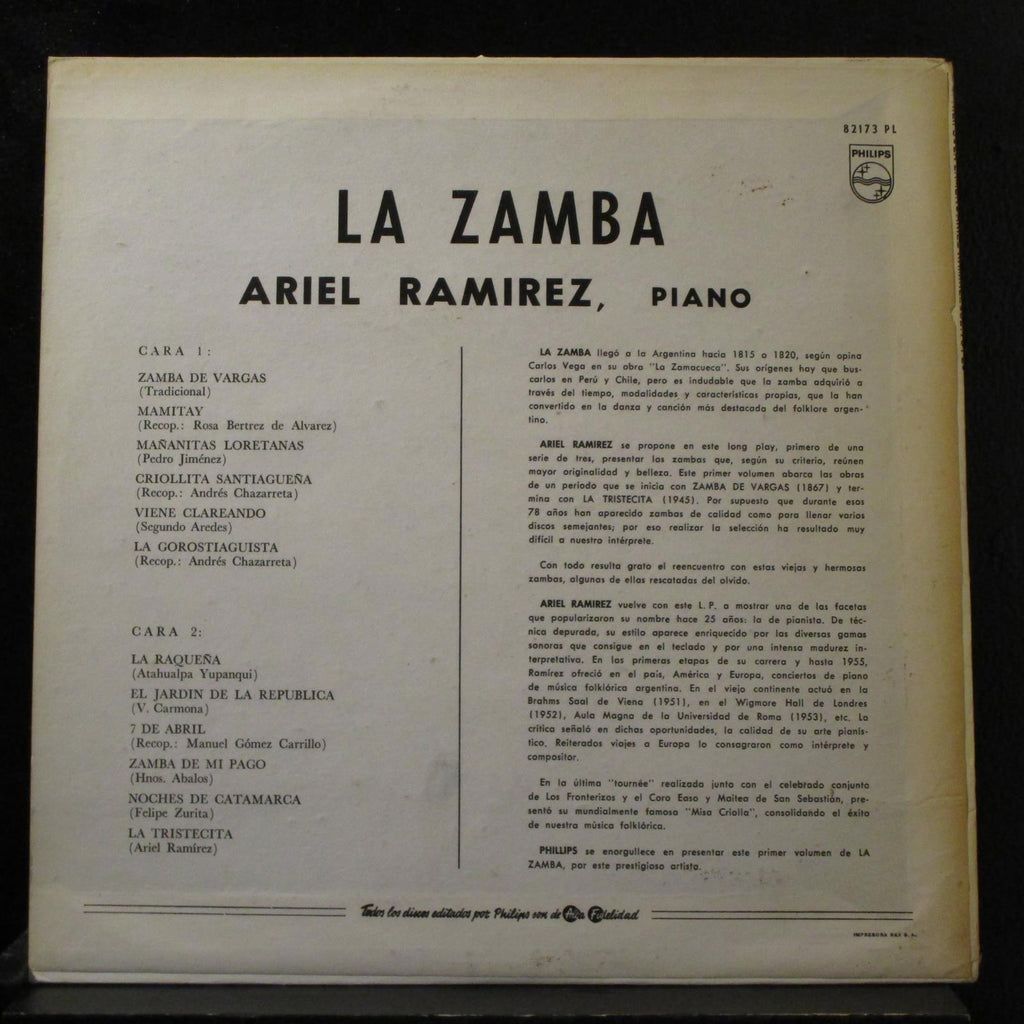 82173 PL
PHILIPS
LA ZAMBA
ARIEL RAMIREZ, PIANO
CARA 1:
ZAMBA DE VARGAS
(Tradicional)
MAMITAY
(Recop.: Rosa Bertrez de Alvarez)
MAÑANITAS LORETANAS
(Pedro Jiménez)
CRIOLLITA SANTIAGUEÑA
(Recop.: Andrés Chazarreta)
VIENE CLAREANDO
(Segundo Aredes)
LA GOROSTIAGUISTA
(Recop.: Andrés Chazarreta)
CARA 2:
LA RAQUEÑA
(Atahualpa Yupanqui)
EL JARDIN DE LA REPUBLICA
(V. Carmona)
7 DE ABRIL
(Recop.: Manuel Gómez Carrillo)
ZAMBA DE MI PAGO
(Hnos. Abalos)
NOCHES DE CATAMARCA
(Felipe Zurita)
LA TRISTECITA
(Ariel Ramírez)
LA ZAMBA llegó a la Argentina hacia 1815 o 1820, según opina
Carlos Vega en su obra "La Zamacueca". Sus orígenes hay que bus-
carlos en Perú y Chile, pero es indudable que la zamba adquirió a
través del tiempo, modalidades y características propias, que la han
convertido en la danza y canción más destacada del folklore argen-
tino.
ARIEL RAMIREZ se propone en este long play, primero de una
serie de tres, presentar las zambas que, según su criterio, reúnen
mayor originalidad y belleza. Este primer volumen abarca las obras
de un período que se inicia con ZAMBA DE VARGAS (1867) y ter-
mina con LA TRISTECITA (1945). Por supuesto que durante esos
78 años han aparecido zambas de calidad como para llenar varios
discos semejantes; por eso realizar la selección ha resultado muy
difícil a nuestro intérprete.
Con todo resulta grato el reencuentro con estas viejas y hermosas
zambas, algunas de ellas rescatadas del olvido.
ARIEL RAMIREZ vuelve con este L. P. a mostrar una de las facetas
que popularizaron su nombre hace 25 años: la de pianista. De téc-
nica depurada, su estilo aparece enriquecido por las diversas gamas
sonoras que consigue en el teclado y por una intensa madurez in-
terpretativa. En las primeras etapas de su carrera y hasta 1955,
Ramírez ofreció en el país, América y Europa, conciertos de piano
de música folklórica argentina. En el viejo continente actuó en la
Brahms Saal de Viena (1951), en el Wigmore Hall de Londres
(1952), Aula Magna de la Universidad de Roma (1953), etc. La
crítica señaló en dichas oportunidades, la calidad de su arte pianís-
tico. Reiterados viajes a Europa lo consagraron como intérprete y
compositor.
En la última "tournée" realizada junto con el celebrado conjunto
de Los Fronterizos y el Coro Easo y Maitea de San Sebastián, pre-
sentó su mundialmente famosa "Misa Criolla", consolidando el éxito
de nuestra música folklórica.
PHILLIPS se enorgullece en presentar este primer volumen de LA
ZAMBA, por este prestigioso artista.
Todos los discos editados por Philips son de Alta Fidelidad